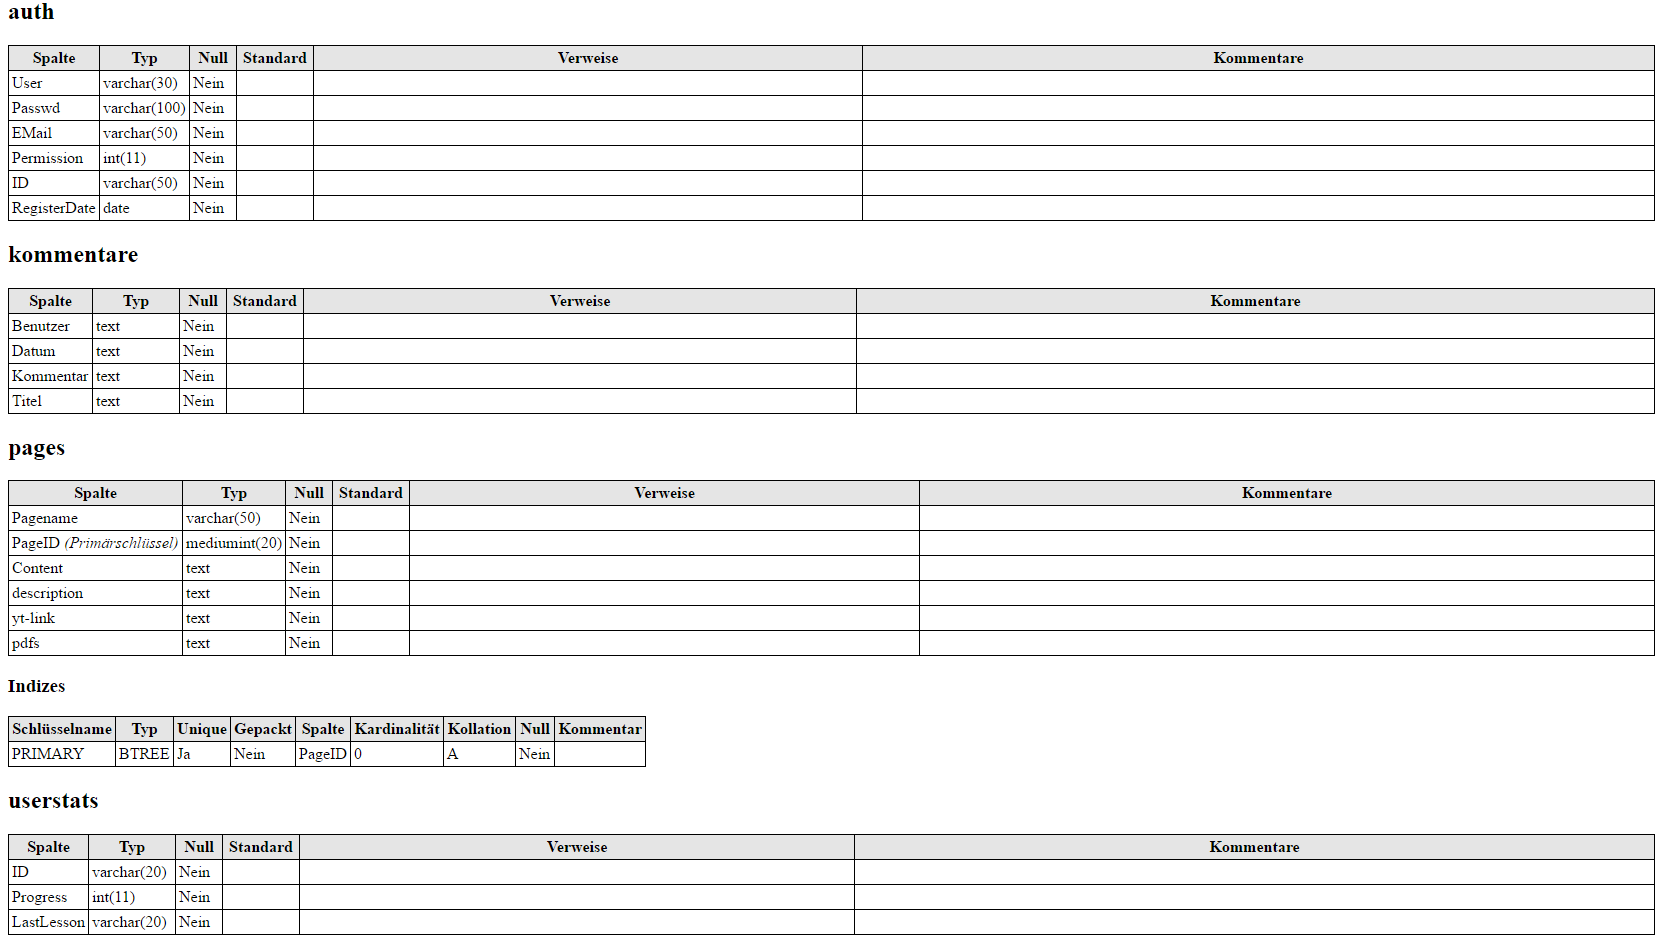 auth
Spalte Typ Null Standard Verweise Kommentare
User varchar(30) Nein
Passwd varchar(100) Nein
EMail varchar(50) Nein
Permission int(11) Nein
ID varchar(50) Nein
RegisterDate date Nein
kommentare
Spalte Typ Null Standard Verweise Kommentare
Benutzer text Nein
Datum text Nein
Kommentar text Nein
Titel text Nein
pages
Spalte Typ Null Standard Verweise Kommentare
Pagename varchar(50) Nein
PageID (Primärschlüssel) mediumint(20) Nein
Content text Nein
description text Nein
yt-link text Nein
pdfs text Nein
Indizes
Schlüsselname Typ Unique Gepackt Spalte Kardinalität Kollation Null Kommentar
PRIMARY BTREE Ja Nein PageID 0 A Nein
userstats
Spalte Typ Null Standard Verweise Kommentare
ID varchar(20) Nein
Progress int(11) Nein
LastLesson varchar(20) Nein